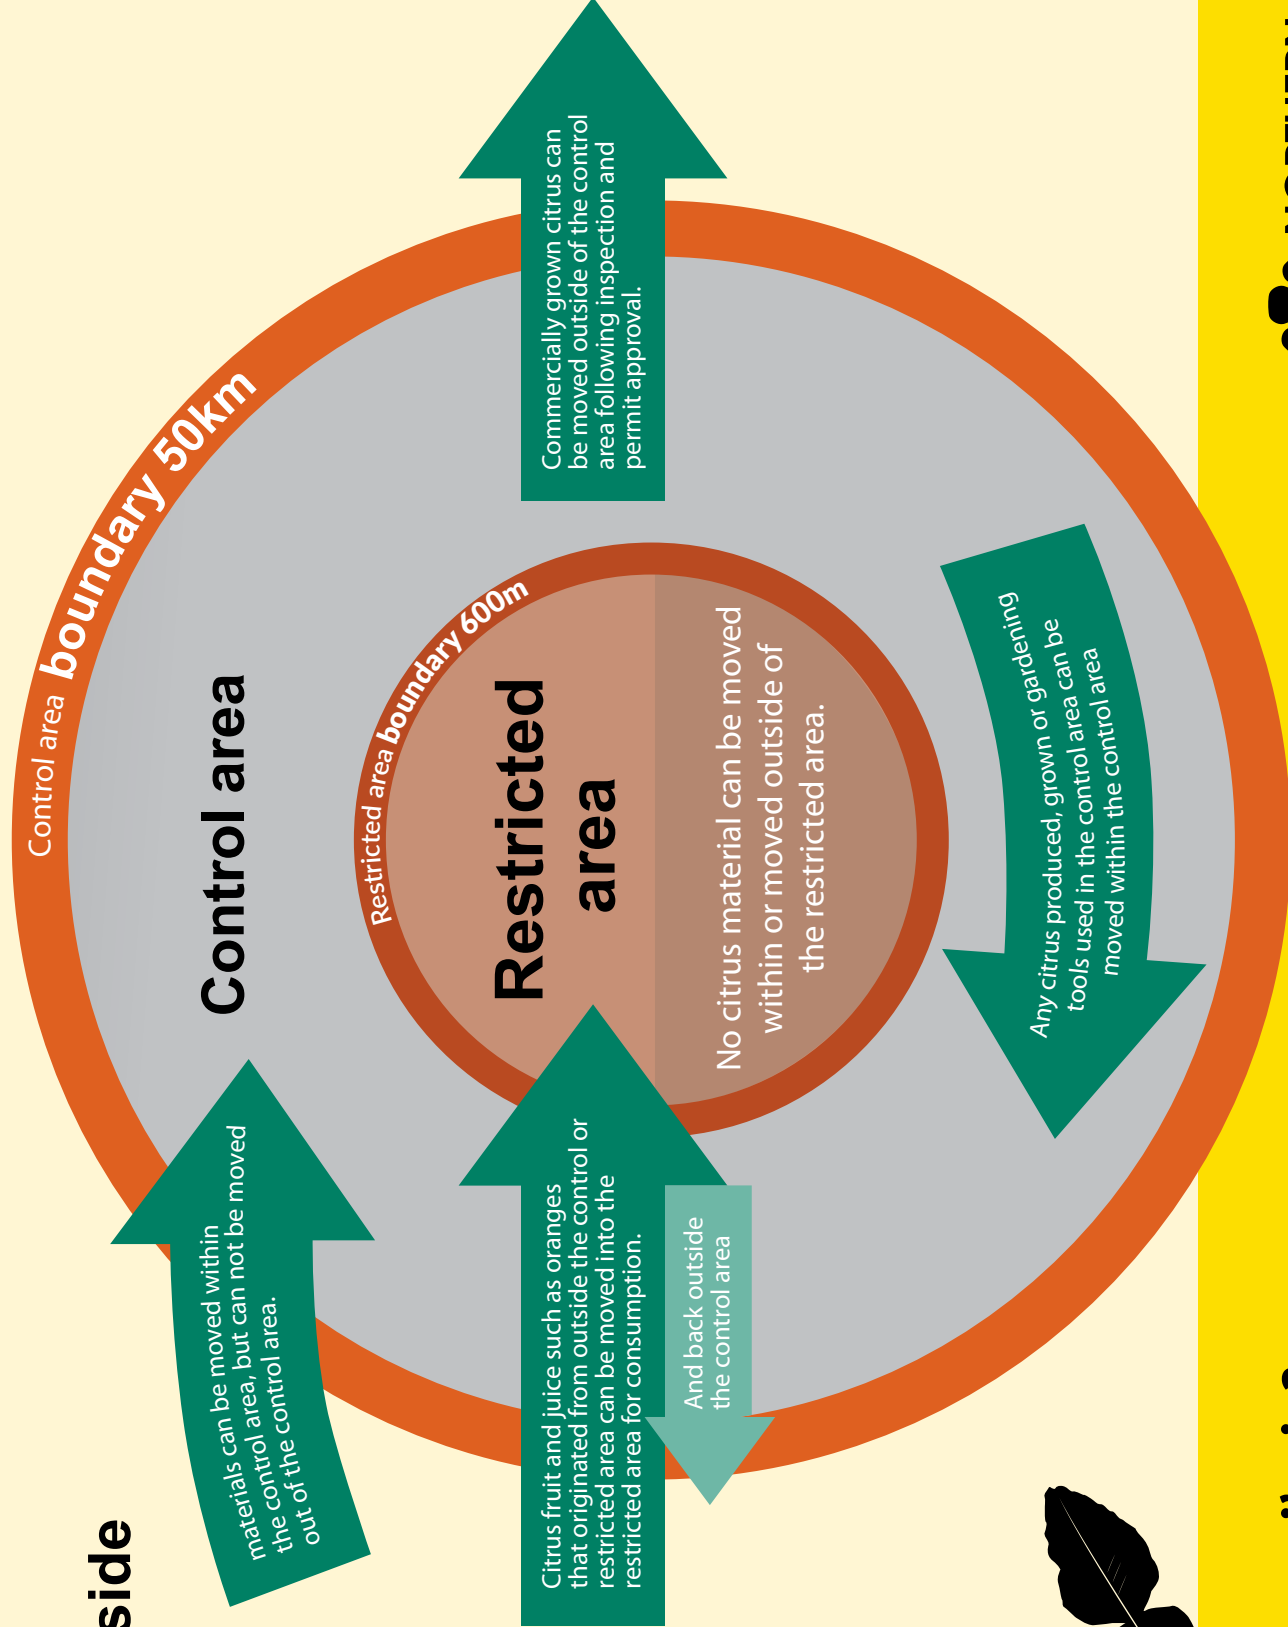 side
Control area boundary 50km
Control area
materials can be moved within
the control area, but can not be moved
out of the control area.
Restricted area boundary 600m
Restricted
area
No citrus material can be moved
within or moved outside of
the restricted area.
Citrus fruit and juice such as oranges
that originated from outside the control or
restricted area can be moved into the
restricted area for consumption.
And back outside
the control area
Commercially grown citrus can
be moved outside of the control
area following inspection and
permit approval.
Any citrus produced, grown or gardening
tools used in the control area can be
moved within the control area